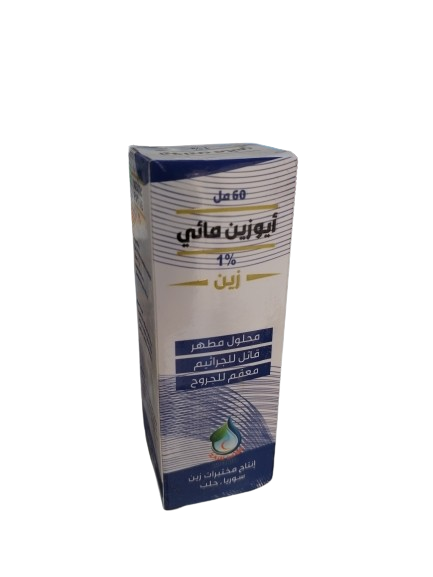 60 مل
أيوزين مائي
1%
زين
محلول مطهر
قاتل للجراثيم
معقم للجروح
إنتاج مختبرات زين
سوريا . حلب